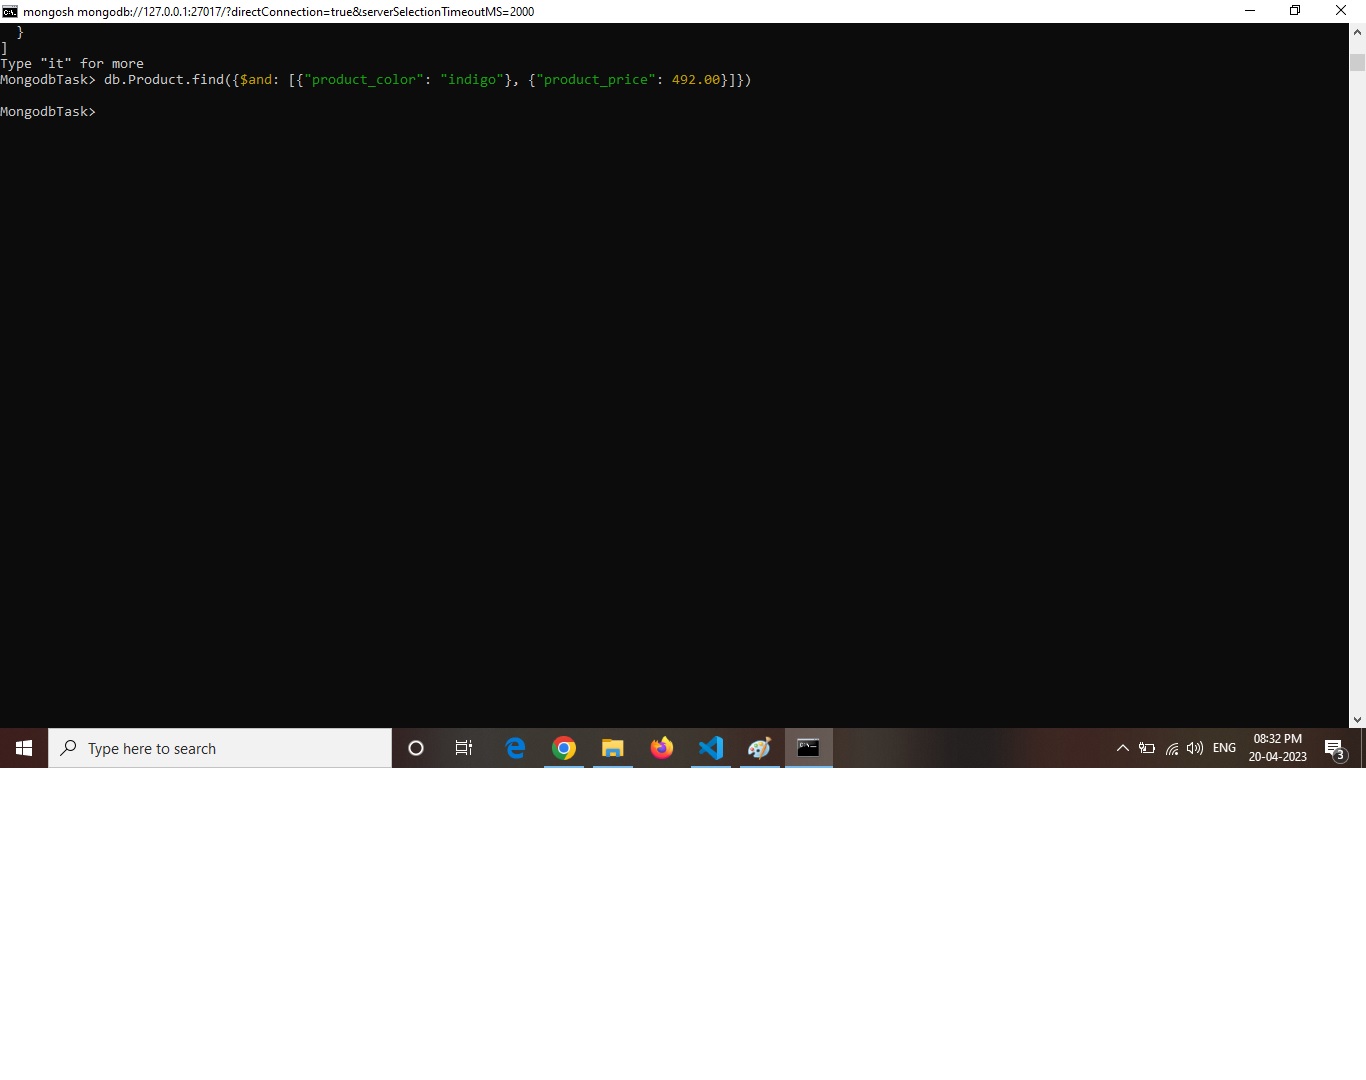 mongosh mongodb://127.0.0.1:27017/?directConnection=true&serverSelectionTimeoutMS=2000
}
]
Type "it" for more
MongodbTask> db.Product.find({$and: [{"product_color": "indigo"}, {"product_price": 492.00}]})
MongodbTask>
Type here to search
ENG
08:32 PM
20-04-2023
3